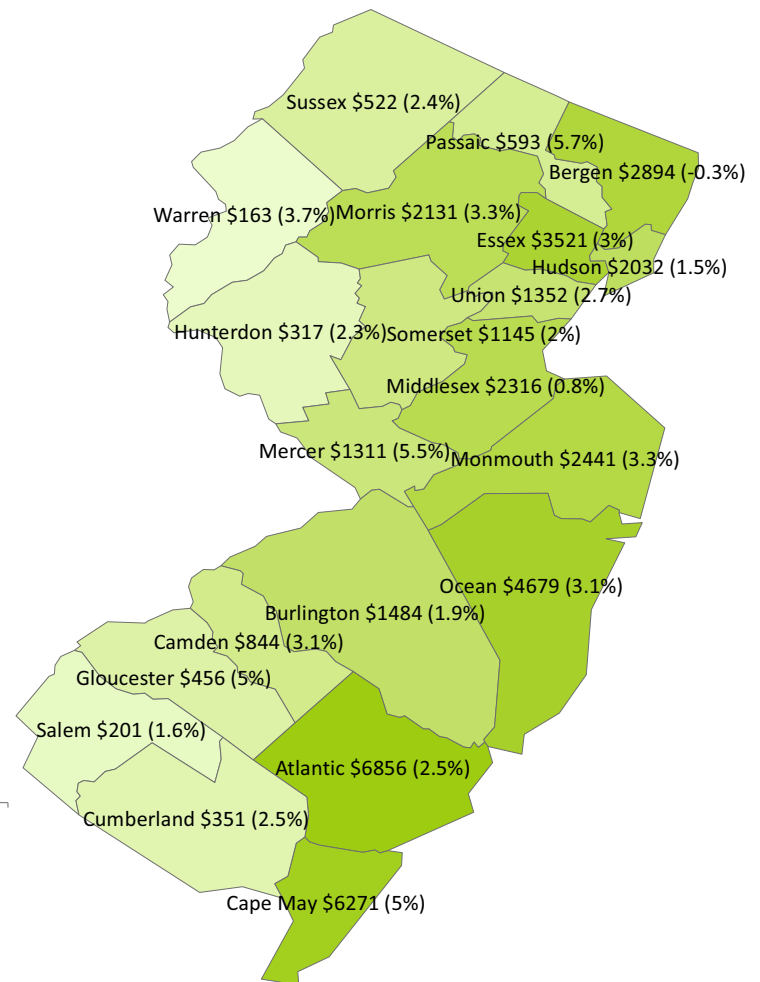 Sussex $522 (2.4%)
Passaic $593 (5.7%)
Bergen $2894 (-0.3%)
Warren $163 (3.7%)
Morris $2131 (3.3%)
Essex $3521 (3%)
Hudson $2032 (1.5%)
Union $1352 (2.7%)
Hunterdon $317 (2.3%)
Somerset $1145 (2%)
Middlesex $2316 (0.8%)
Mercer $1311 (5.5%)
Monmouth $2441 (3.3%)
Ocean $4679 (3.1%)
Burlington $1484 (1.9%)
Camden $844 (3.1%)
Gloucester $456 (5%)
Salem $201 (1.6%)
Atlantic $6856 (2.5%)
Cumberland $351 (2.5%)
Cape May $6271 (5%)